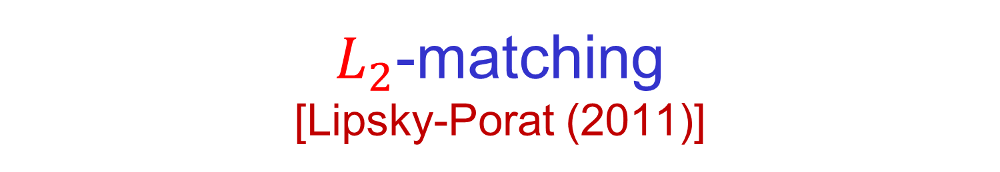 L₂-matching
[Lipsky-Porat (2011)]